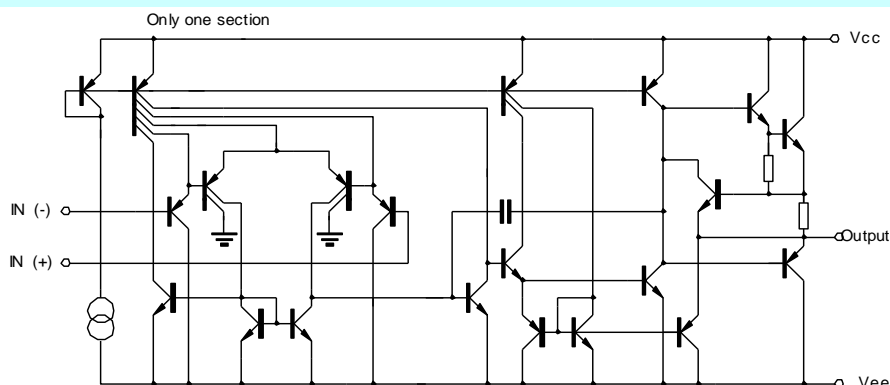 Only one section
Vcc
IN (-)
Output
IN (+)
Vee